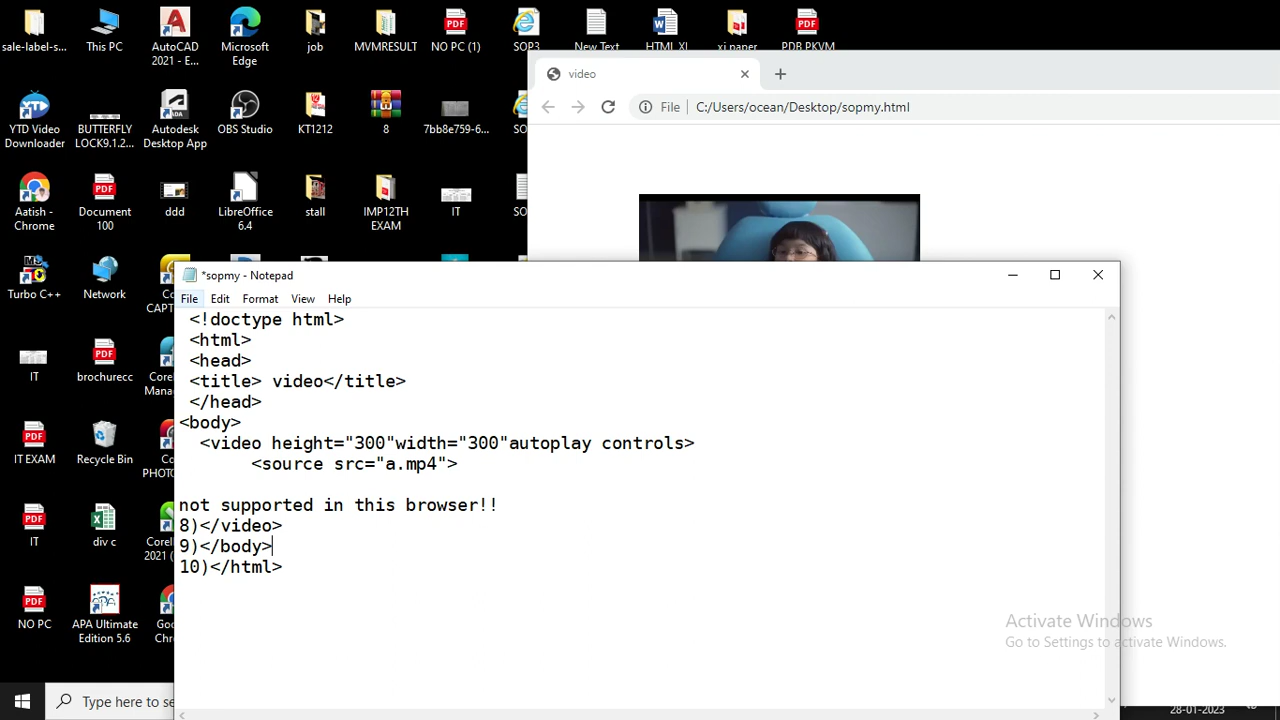 sale-label-s...
This PC
AutoCAD
2021 - E...
Microsoft
Edge
job
MVMRESULT
NO PC (1)
SOP3
New Text
HTML XI
xi paper
PDB PKVM
YTD Video
Downloader
BUTTERFLY
LOCK9.1.2...
Autodesk
Desktop App
OBS Studio
KT1212
8
7bb8e759-6...
Aatish -
Chrome
Document
100
ddd
LibreOffice
6.4
stall
IMP12TH
EXAM
IT
Turbo C++
Network
IT
brochurecc
IT EXAM
Recycle Bin
IT
div c
NO PC
APA Ultimate
Edition 5.6
video
File
C:/Users/ocean/Desktop/sopmy.html
*sopmy - Notepad
File Edit Format View Help
<!doctype html>
<html>
<head>
<title> video</title>
</head>
<body>
<video height="300"width="300"autoplay controls>
<source src="a.mp4">
not supported in this browser!!
8)</video>
9)</body>
10)</html>
Activate Windows
Go to Settings to activate Windows.
Type here to se
28-01-2023